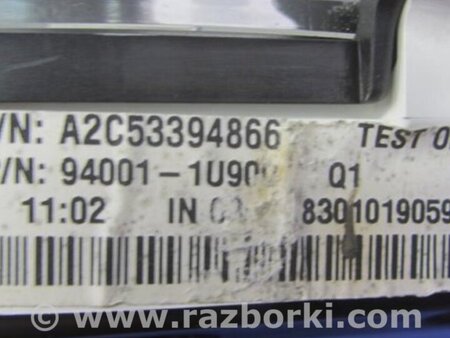 /N: A2C53394866 TEST O
/N: 94001-1U90 Q1
11:02 IN 8301019059
© www.razborki.com